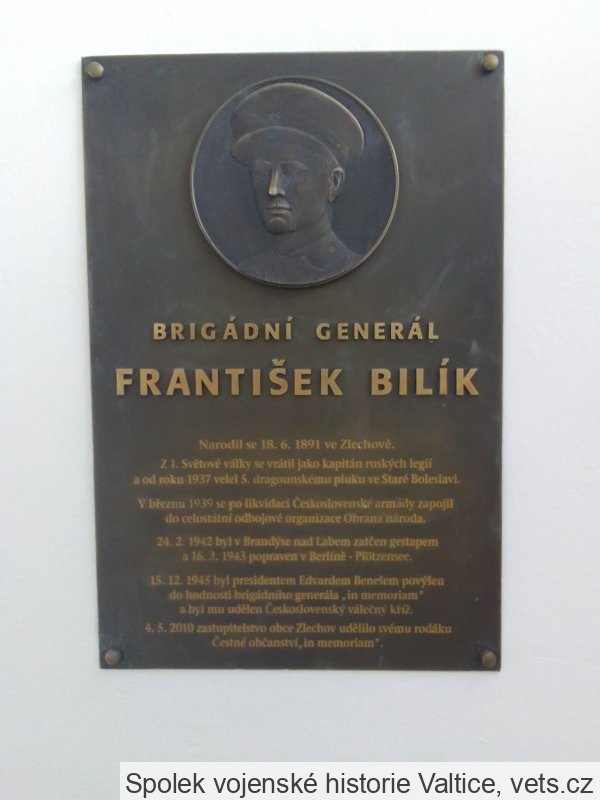 BRIGÁDNÍ GENERÁL
FRANTIŠEK BILÍK
Narodil se 18. 6. 1891 ve Zlechově.
Z 1. Světové války se vrátil jako kapitán ruských legií
a od roku 1937 velel 5. dragounskému pluku ve Staré Boleslavi.
V březnu 1939 se po likvidaci Československé armády zapojil
do celostátní odbojové organizace Obrana národa.
24. 2. 1942 byl v Brandýse nad Labem zatčen gestapem
a 16. 3. 1943 popraven v Berlíně - Plötzensee.
15. 12. 1945 byl presidentem Edvardem Benešem povýšen
do hodnosti brigádního generála „in memoriam"
a byl mu udělen Československý válečný kříž.
4. 5. 2010 zastupitelstvo obce Zlechov udělilo svému rodáku
Čestné občanství „in memoriam".
Spolek vojenské historie Valtice, vets.cz